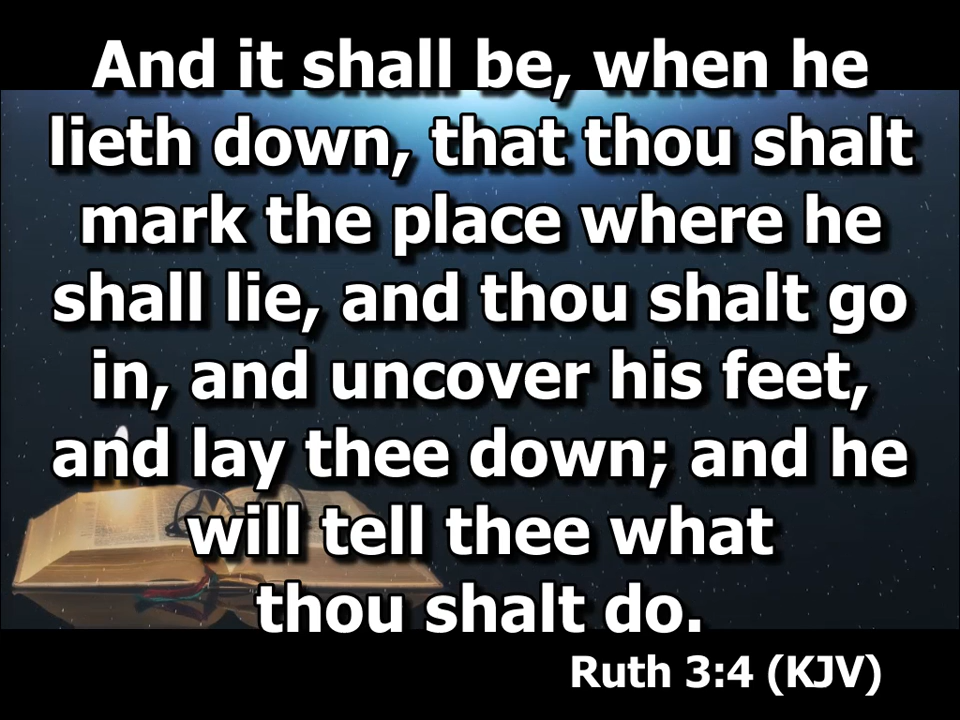 And it shall be, when he
lieth down, that thou shalt
mark the place where he
shall lie, and thou shalt go
in, and uncover his feet,
and lay thee down; and he
will tell thee what
thou shalt do.
Ruth 3:4 (KJV)